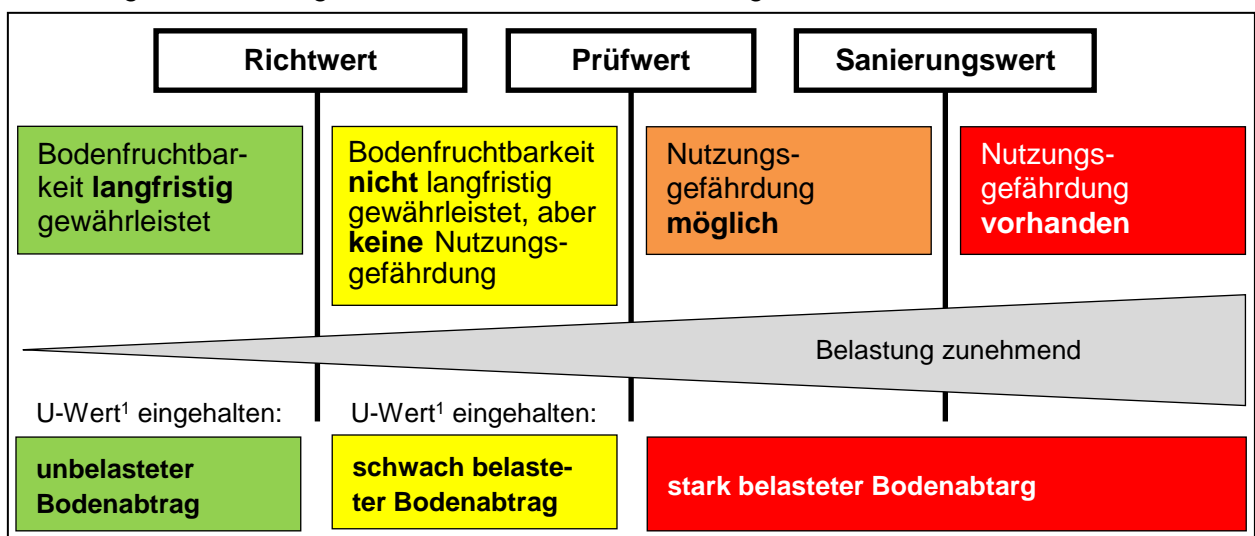 Richtwert
Prüfwert
Sanierungswert
Bodenfruchtbar-
keit langfristig
gewährleistet
Bodenfruchtbarkeit
nicht langfristig
gewährleistet, aber
keine Nutzungs-
gefährdung
Nutzungs-
gefährdung
möglich
Nutzungs-
gefährdung
vorhanden
Belastung zunehmend
U-Wert¹ eingehalten:
U-Wert¹ eingehalten:
unbelasteter
Bodenabtrag
schwach belaste-
ter Bodenabtrag
stark belasteter Bodenabtarg